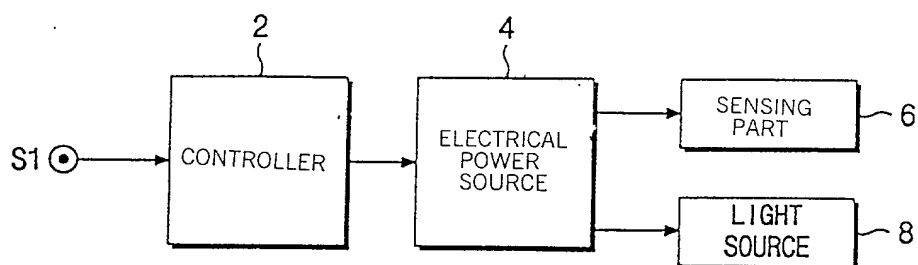 2
4
S1
CONTROLLER
ELECTRICAL
POWER
SOURCE
SENSING
PART
6
LIGHT
SOURCE
8